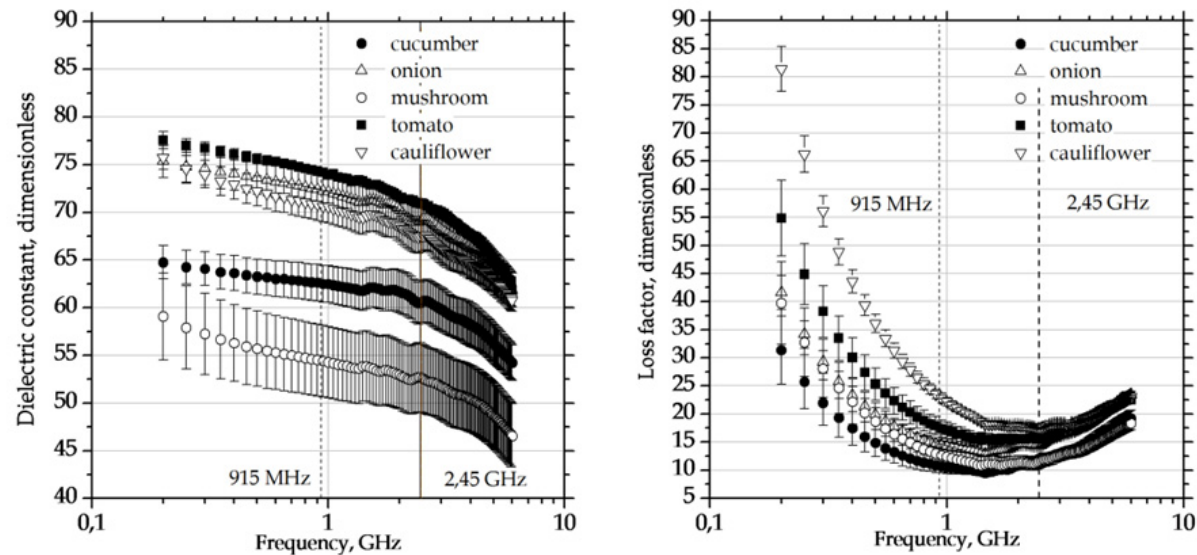 Dielectric constant, dimensionless
90
85
80
75
70
65
60
55
50
45
40
cucumber
onion
mushroom
tomato
cauliflower
915 MHz
2,45 GHz
0,1
1
10
Frequency, GHz
Loss factor, dimensionless
90
85
80
75
70
65
60
55
50
45
40
35
30
25
20
15
10
5
cucumber
onion
mushroom
tomato
cauliflower
915 MHz
2,45 GHz
0,1
1
10
Frequency, GHz